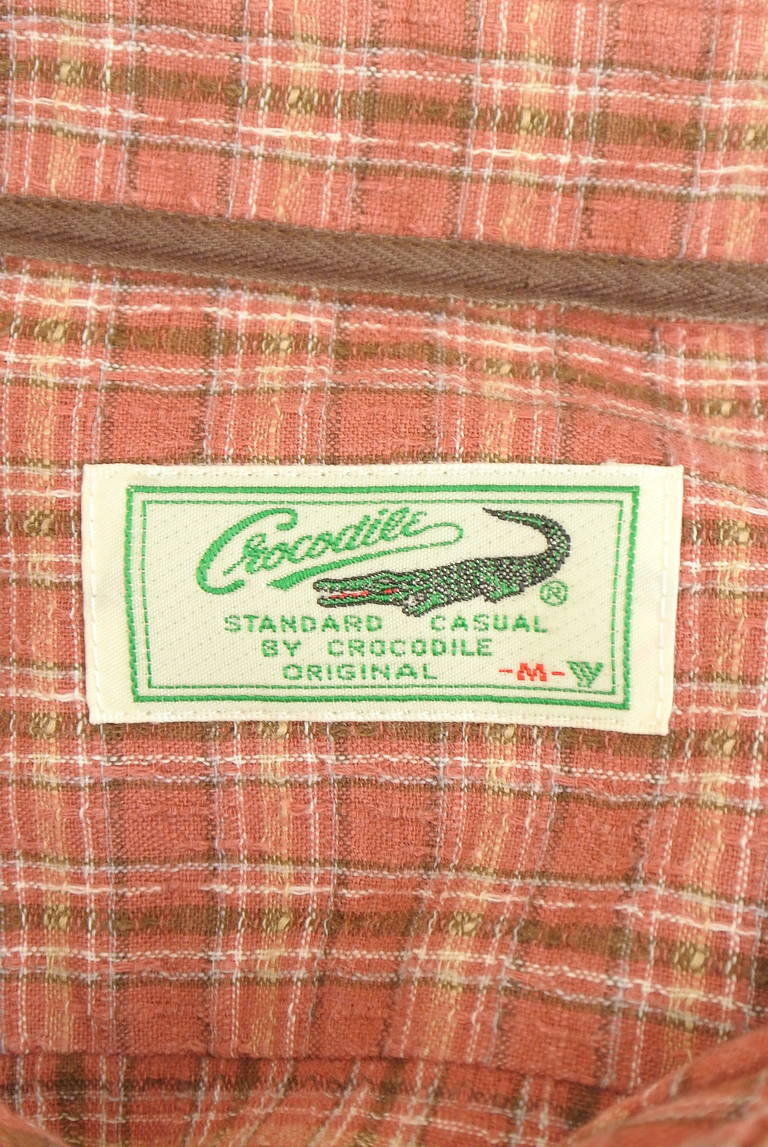 Crocodile
®
STANDARD CASUAL
BY CROCODILE
ORIGINAL -M-